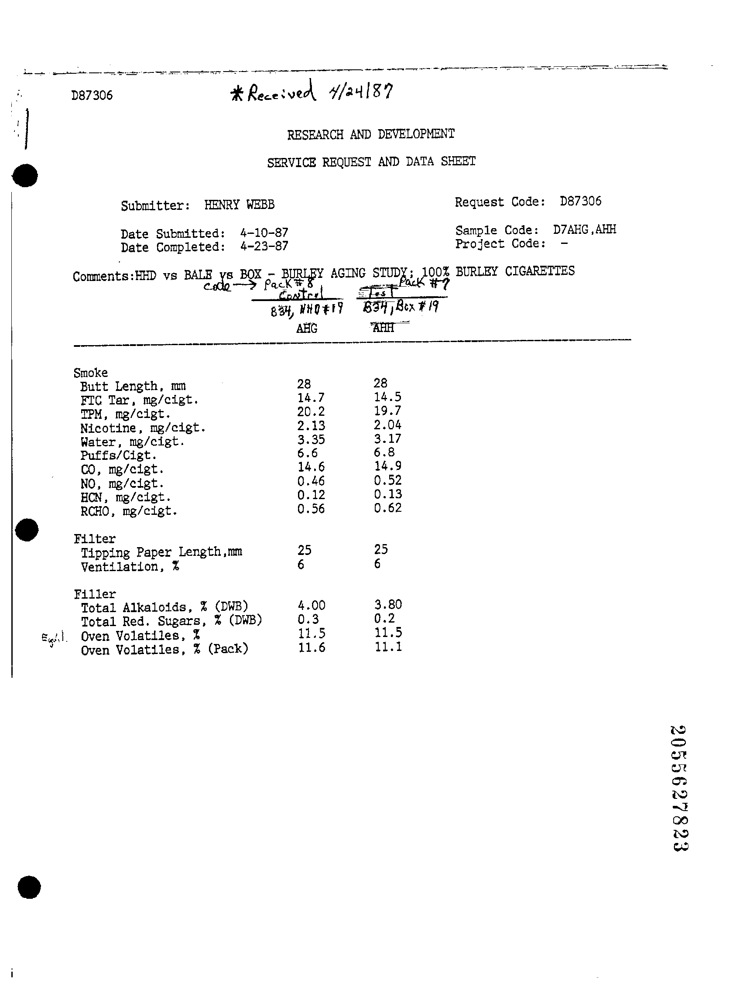 D87306 *Received 4/24/87
RESEARCH AND DEVELOPMENT
SERVICE REQUEST AND DATA SHEET
Submitter: HENRY WEBB Request Code: D87306
Date Submitted: 4-10-87 Sample Code: D7AHG,AHH
Date Completed: 4-23-87 Project Code: -
Comments:HHD vs BALE vs BOX - BURLEY AGING STUDY; 100% BURLEY CIGARETTES
code → Pack #8 Pack #7
Control Test
B34, HHD #19 B34, Box #19
AHG AHH
Smoke
Butt Length, mm 28 28
FTC Tar, mg/cigt. 14.7 14.5
TPM, mg/cigt. 20.2 19.7
Nicotine, mg/cigt. 2.13 2.04
Water, mg/cigt. 3.35 3.17
Puffs/Cigt. 6.6 6.8
CO, mg/cigt. 14.6 14.9
NO, mg/cigt. 0.46 0.52
HCN, mg/cigt. 0.12 0.13
RCHO, mg/cigt. 0.56 0.62
Filter
Tipping Paper Length,mm 25 25
Ventilation, % 6 6
Filler
Total Alkaloids, % (DWB) 4.00 3.80
Total Red. Sugars, % (DWB) 0.3 0.2
Oven Volatiles, % 11.5 11.5
Oven Volatiles, % (Pack) 11.6 11.1
2055627823